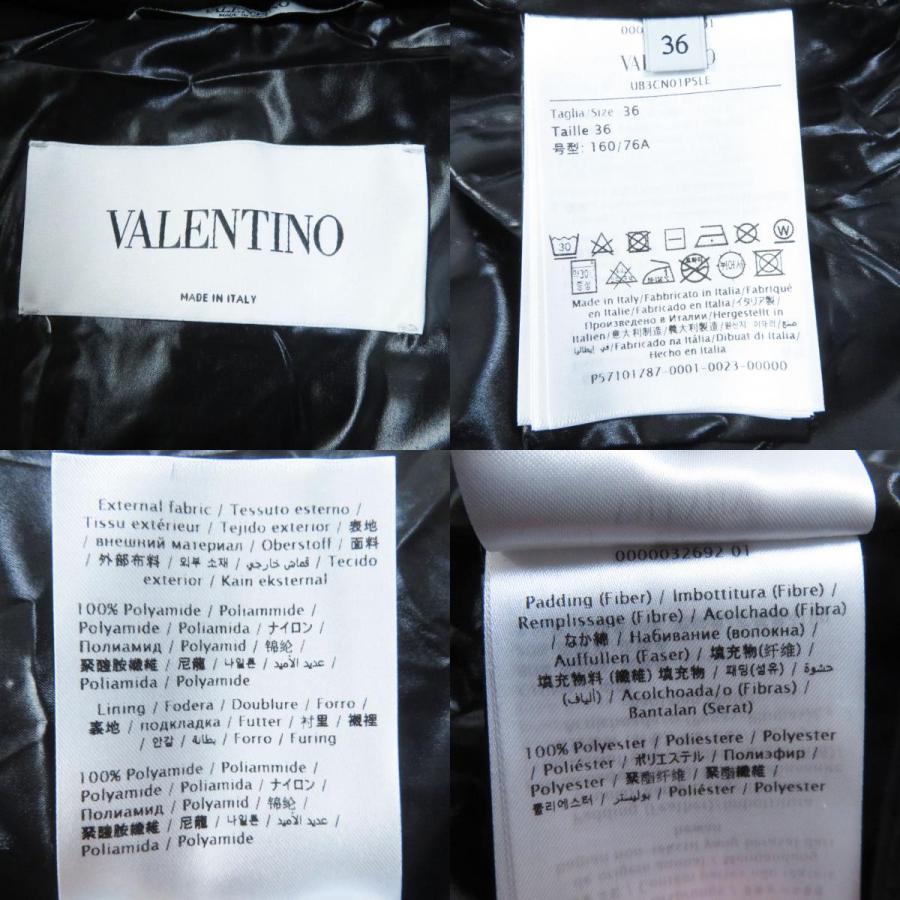 VALENTINO
MADE IN
VALENTINO
MADE IN ITALY
36
UB3CN01P5LE
Taglia/Size 36
Taille 36
号型: 160/76A
30
W
Made in Italy/Fabbricato in Italia/Fabriqué
en Italie/Fabricado en Italia/イタリア製/
Произведено в Италии/Hergestellt in
Italien/意大利制造/義大利製造/원산지 이태리/صنع
في إيطاليا/Fabricado na Itália/Dibuat di Italia/
Hecho en Italia
P57101787-0001-0023-00000
External fabric / Tessuto esterno /
Tissu extérieur / Tejido exterior / 表地
/ внешний материал / Oberstoff / 面料
/ 外部布料 / 외부 소재 / قماش خارجي / Tecido
exterior / Kain eksternal
100% Polyamide / Poliammide /
Polyamide / Poliamida / ナイロン /
Полиамид / Polyamid / 锦纶 /
聚醯胺纖維 / 尼龍 / 나일론 / عديد الأميد /
Poliamida / Polyamide
Lining / Fodera / Doublure / Forro /
裏地 / подкладка / Futter / 衬里 / 襯裡
/ 안감 / بطانة / Forro / Furing
100% Polyamide / Poliammide /
Polyamide / Poliamida / ナイロン /
Полиамид / Polyamid / 锦纶 /
聚醯胺纖維 / 尼龍 / 나일론 / عديد الأميد /
Poliamida / Polyamide
0000032692 01
Padding (Fiber) / Imbottitura (Fibre) /
Remplissage (Fibre) / Acolchado (Fibra)
/ なか綿 / Набивание (волокна) /
Auffullen (Faser) / 填充物(纤维) /
填充物料 (纖維) 填充物 / 패딩(섬유) / حشوة
(ألياف) / Acolchoada/o (Fibras) /
Bantalan (Serat)
100% Polyester / Poliestere / Polyester
/ Poliéster / ポリエステル / Полиэфир /
Polyester / 聚酯纤维 / 聚酯纖維 /
폴리에스터 / بوليستر / Poliéster / Polyester